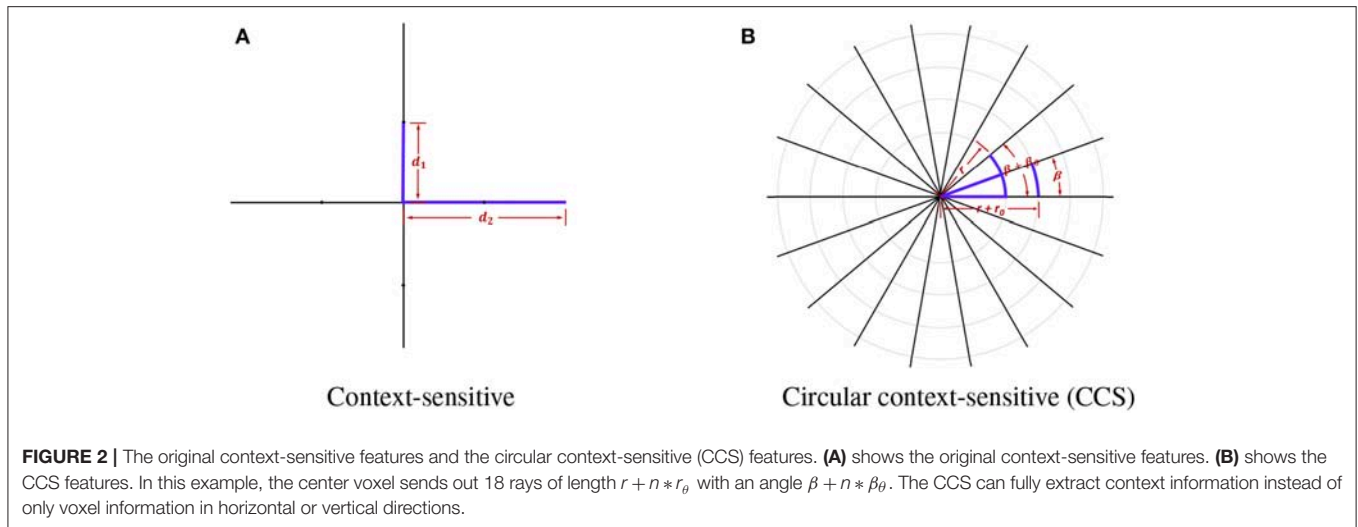 A
B
d₁
d₂
r
β + β₀
β
r + r₀
Context-sensitive
Circular context-sensitive (CCS)
FIGURE 2 | The original context-sensitive features and the circular context-sensitive (CCS) features. (A) shows the original context-sensitive features. (B) shows the
CCS features. In this example, the center voxel sends out 18 rays of length r + n * rθ with an angle β + n * βθ. The CCS can fully extract context information instead of
only voxel information in horizontal or vertical directions.